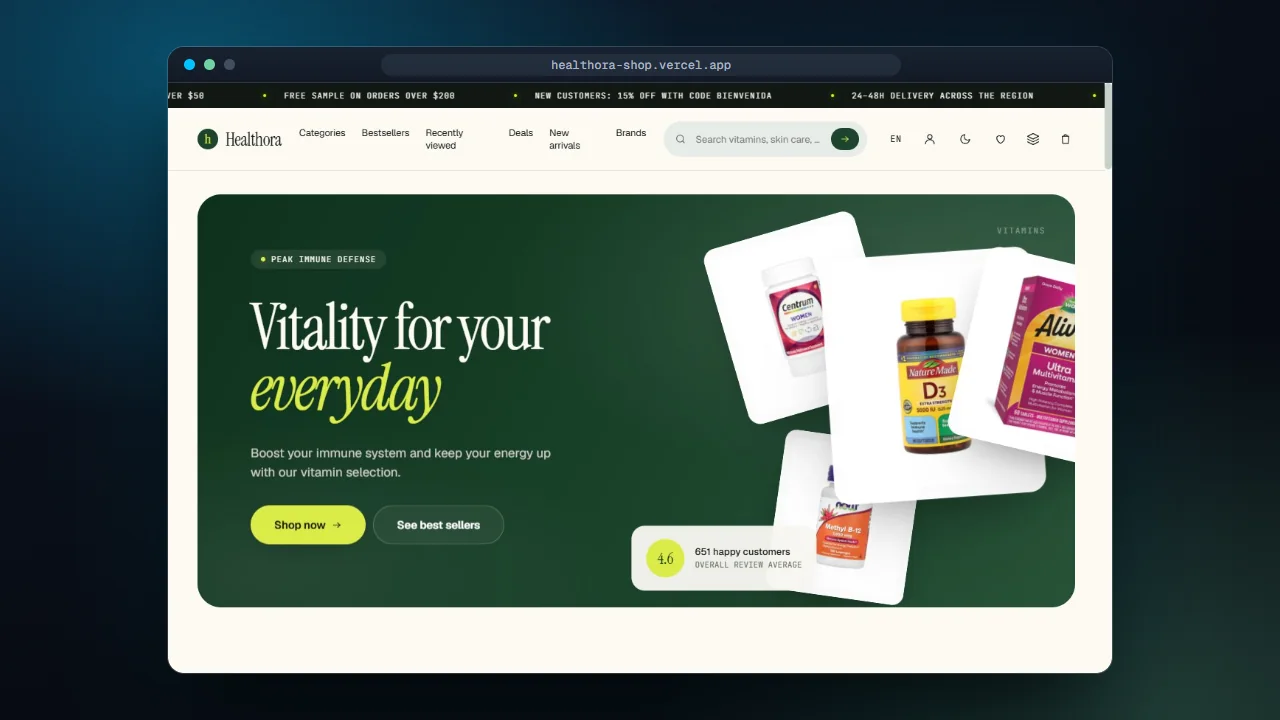 healthora-shop.vercel.app
VER $50 • FREE SAMPLE ON ORDERS OVER $200 • NEW CUSTOMERS: 15% OFF WITH CODE BIENVENIDA • 24–48H DELIVERY ACROSS THE REGION •
h Healthora
Categories
Bestsellers
Recently
viewed
Deals
New
arrivals
Brands
Search vitamins, skin care, …
EN
VITAMINS
PEAK IMMUNE DEFENSE
Vitality for your
everyday
Boost your immune system and keep your energy up
with our vitamin selection.
Shop now →
See best sellers
Centrum
WOMEN
Nature Made
D3
Aliv
WOMEN
Ultra
Multivitam
now
Methyl B-12
4.6
651 happy customers
OVERALL REVIEW AVERAGE